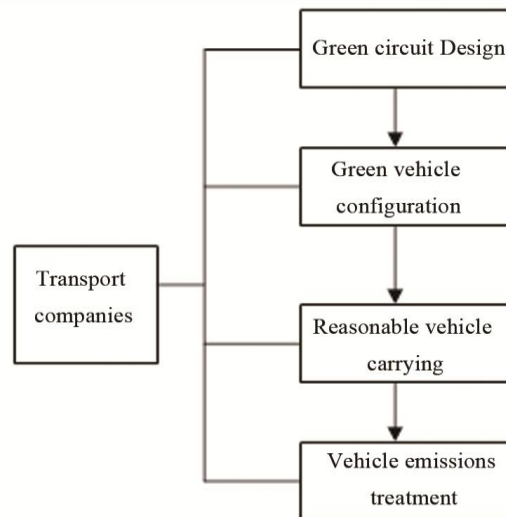 Green circuit Design
Green vehicle
configuration
Transport
companies
Reasonable vehicle
carrying
Vehicle emissions
treatment